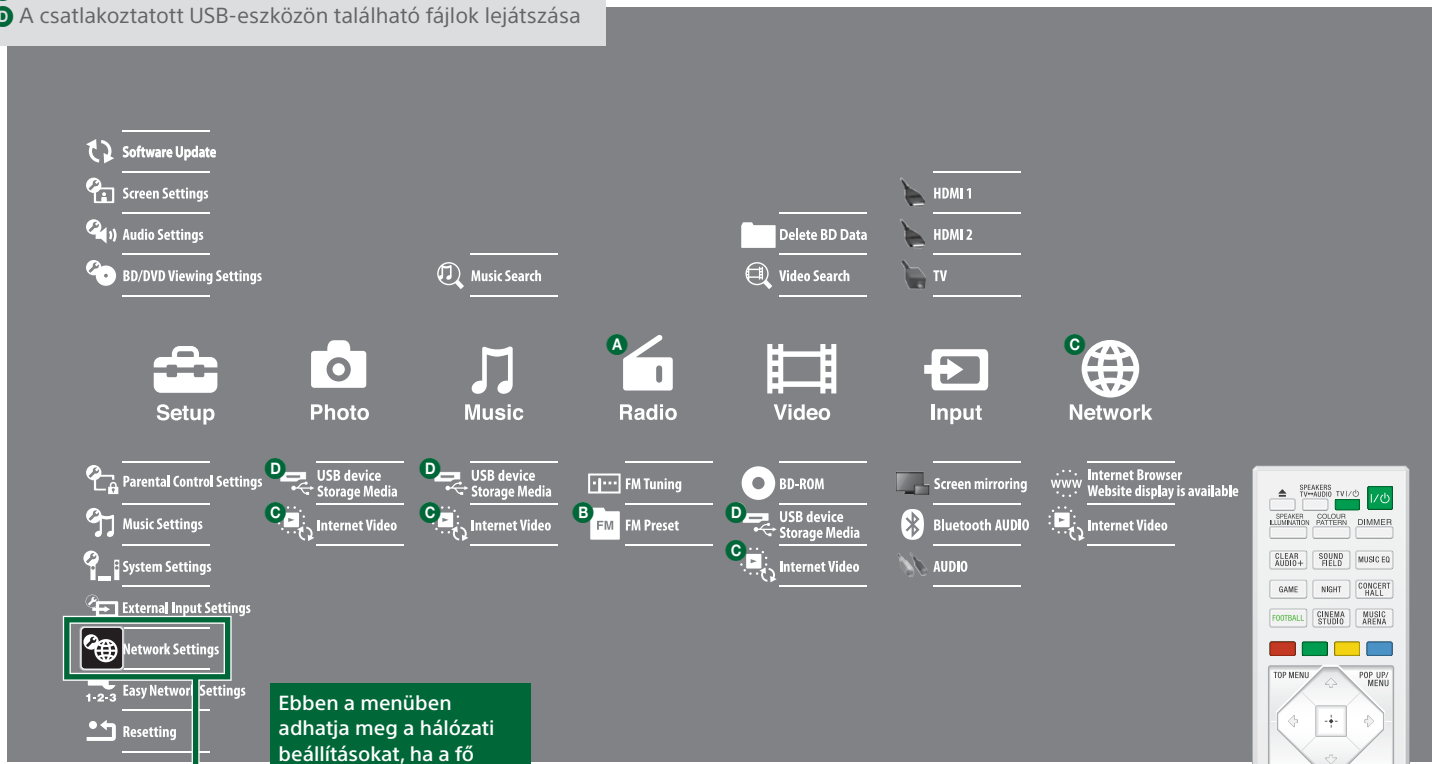 D A csatlakoztatott USB-eszközön található fájlok lejátszása
Software Update
Screen Settings
Audio Settings
BD/DVD Viewing Settings
Music Search
Delete BD Data
Video Search
HDMI 1
HDMI 2
TV
A
C
Setup
Photo
Music
Radio
Video
Input
Network
Parental Control Settings
Music Settings
System Settings
External Input Settings
Network Settings
1-2-3 Easy Network Settings
Resetting
D USB device
Storage Media
C Internet Video
D USB device
Storage Media
C Internet Video
FM Tuning
B FM FM Preset
BD-ROM
D USB device
Storage Media
C Internet Video
Screen mirroring
Bluetooth AUDIO
AUDIO
www Internet Browser
Website display is available
Internet Video
Ebben a menüben
adhatja meg a hálózati
beállításokat, ha a fő
SPEAKERS
TV↔AUDIO TV I/⏻ I/⏻
SPEAKER
ILLUMINATION
COLOUR
PATTERN
DIMMER
CLEAR
AUDIO+
SOUND
FIELD
MUSIC EQ
GAME
NIGHT
CONCERT
HALL
FOOTBALL
CINEMA
STUDIO
MUSIC
ARENA
TOP MENU
POP UP/
MENU